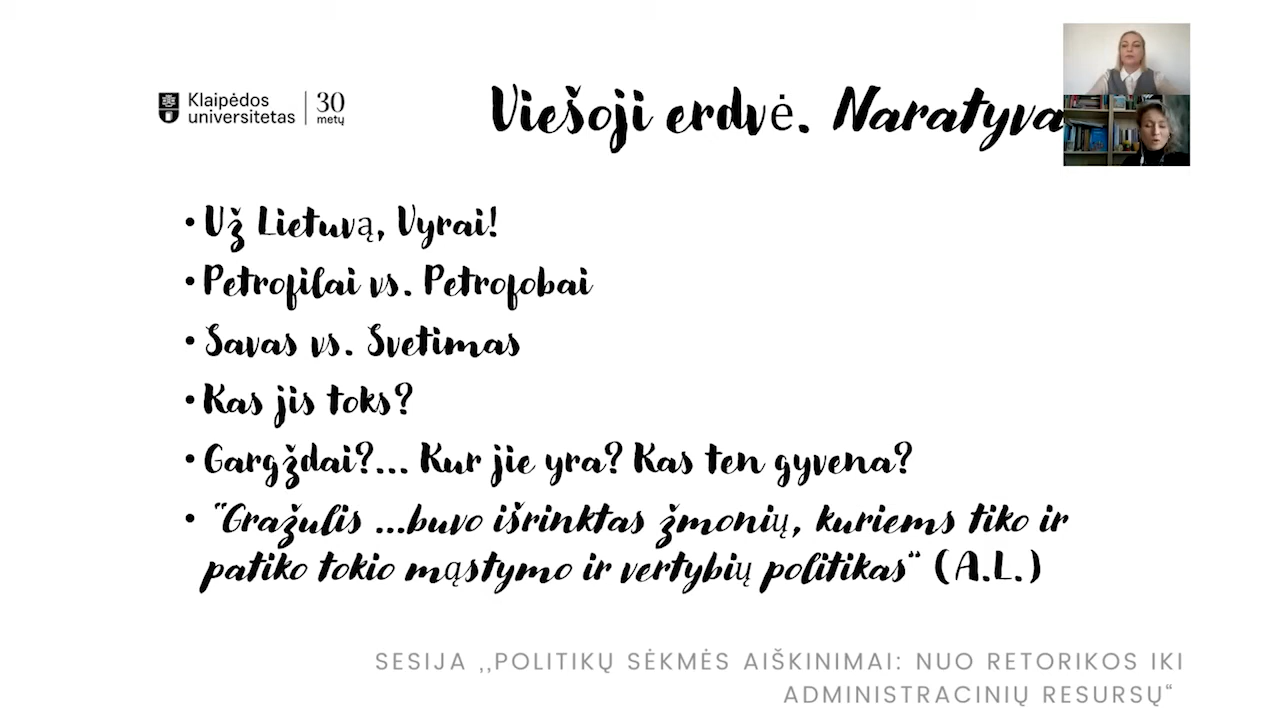 Klaipėdos
universitetas
30
metų
Viešoji erdvė. Naratyva
• Už Lietuvą, Vyrai!
• Petrofilai vs. Petrofobai
• Savas vs. Svetimas
• Kas jis toks?
• Gargždai?... Kur jie yra? Kas ten gyvena?
• "Gražulis ...buvo išrinktas žmonių, kuriems tiko ir
patiko tokio mąstymo ir vertybių politikas“ (A.L.)
SESIJA ,,POLITIKŲ SĖKMĖS AIŠKINIMAI: NUO RETORIKOS IKI
ADMINISTRACINIŲ RESURSŲ“